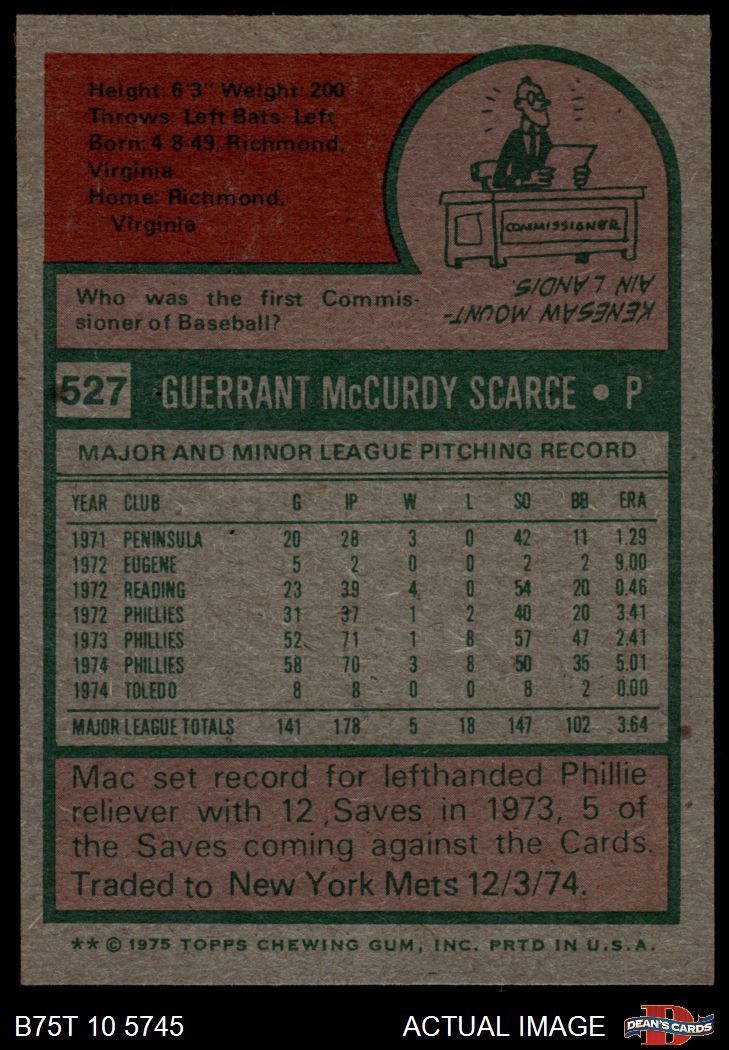 Height: 6'3" Weight: 200
Throws: Left Bats: Left
Born: 4-8-49, Richmond,
Virginia
Home: Richmond,
Virginia
COMMISSIONER
KENESAW MOUNT-
AIN LANDIS.
Who was the first Commis-
sioner of Baseball?
527 GUERRANT McCURDY SCARCE • P
MAJOR AND MINOR LEAGUE PITCHING RECORD
YEAR CLUB G IP W L SO BB ERA
1971 PENINSULA 20 28 3 0 42 11 1.29
1972 EUGENE 5 2 0 0 2 2 9.00
1972 READING 23 39 4 0 54 20 0.46
1972 PHILLIES 31 37 1 2 40 20 3.41
1973 PHILLIES 52 71 1 8 57 47 2.41
1974 PHILLIES 58 70 3 8 50 35 5.01
1974 TOLEDO 8 8 0 0 8 2 0.00
MAJOR LEAGUE TOTALS 141 178 5 18 147 102 3.64
Mac set record for lefthanded Phillie
reliever with 12 Saves in 1973, 5 of
the Saves coming against the Cards.
Traded to New York Mets 12/3/74.
** © 1975 TOPPS CHEWING GUM, INC. PRTD IN U.S.A.
B75T 10 5745 ACTUAL IMAGE DEAN'S CARDS